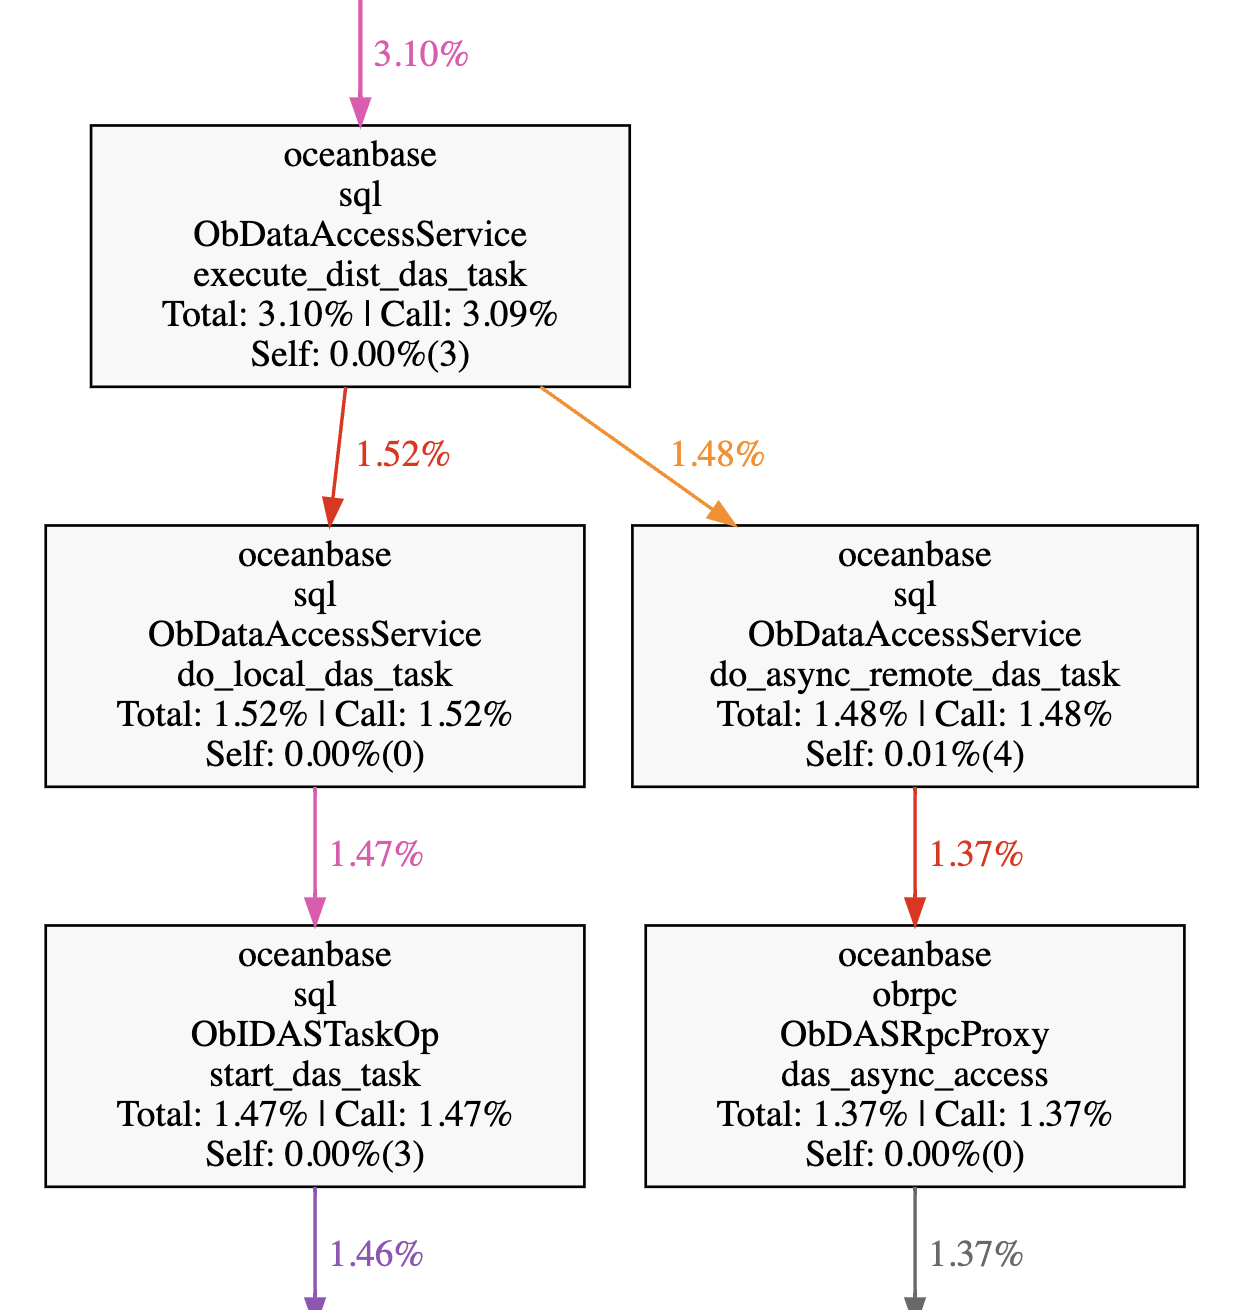 3.10%
oceanbase
sql
ObDataAccessService
execute_dist_das_task
Total: 3.10% | Call: 3.09%
Self: 0.00%(3)
1.52%
1.48%
oceanbase
sql
ObDataAccessService
do_local_das_task
Total: 1.52% | Call: 1.52%
Self: 0.00%(0)
oceanbase
sql
ObDataAccessService
do_async_remote_das_task
Total: 1.48% | Call: 1.48%
Self: 0.01%(4)
1.47%
1.37%
oceanbase
sql
ObIDASTaskOp
start_das_task
Total: 1.47% | Call: 1.47%
Self: 0.00%(3)
oceanbase
obrpc
ObDASRpcProxy
das_async_access
Total: 1.37% | Call: 1.37%
Self: 0.00%(0)
1.46%
1.37%